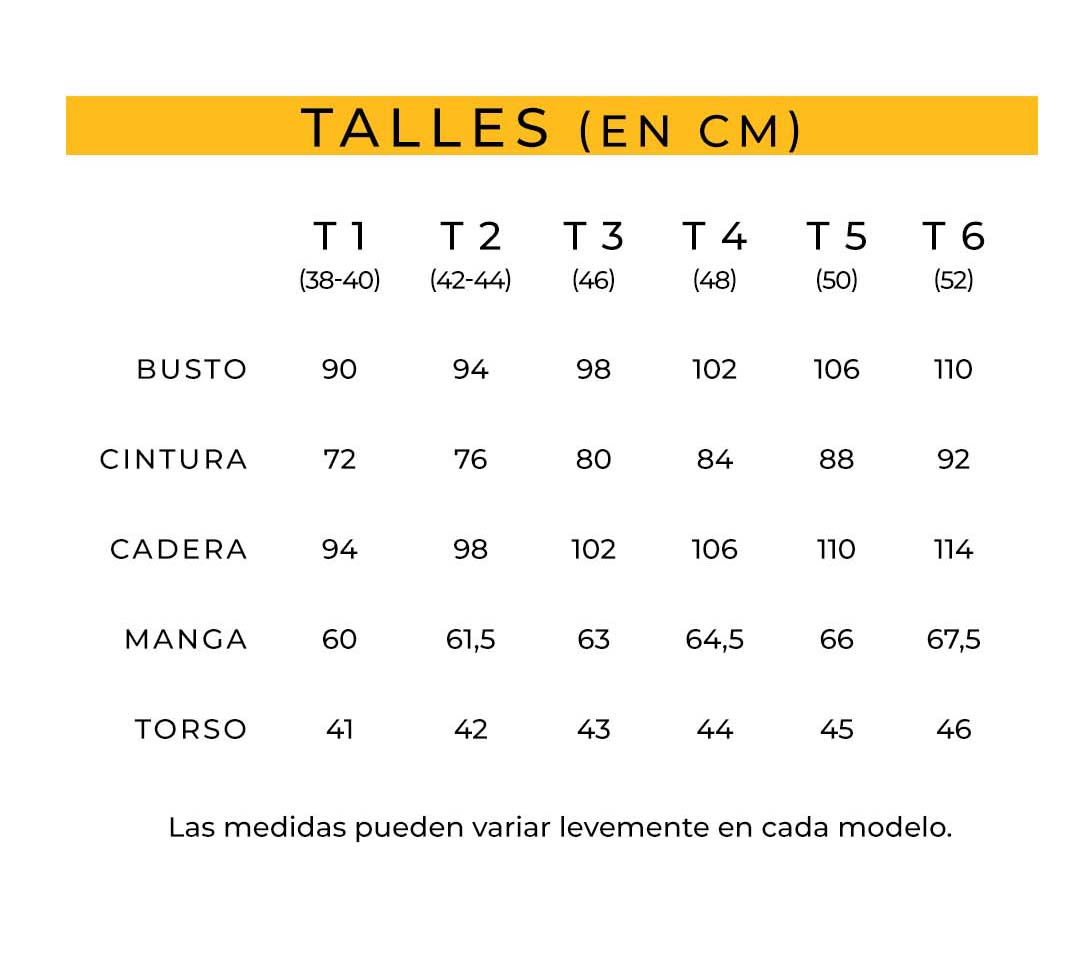 TALLES (EN CM)
T 1 T 2 T 3 T 4 T 5 T 6
(38-40) (42-44) (46) (48) (50) (52)
BUSTO 90 94 98 102 106 110
CINTURA 72 76 80 84 88 92
CADERA 94 98 102 106 110 114
MANGA 60 61,5 63 64,5 66 67,5
TORSO 41 42 43 44 45 46
Las medidas pueden variar levemente en cada modelo.